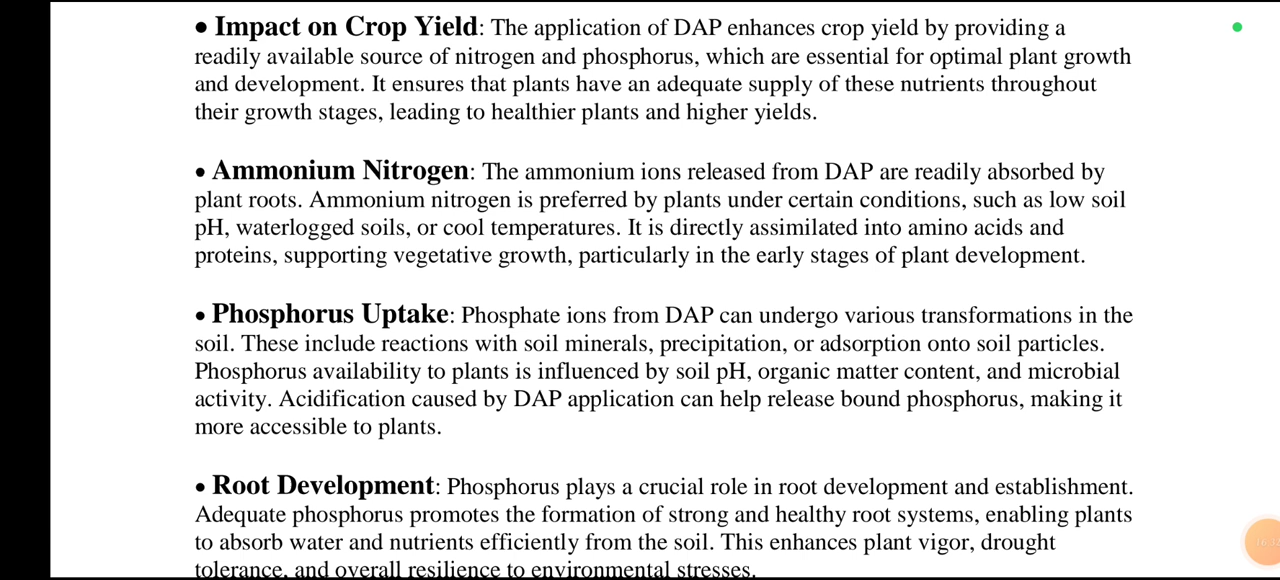 • Impact on Crop Yield: The application of DAP enhances crop yield by providing a
readily available source of nitrogen and phosphorus, which are essential for optimal plant growth
and development. It ensures that plants have an adequate supply of these nutrients throughout
their growth stages, leading to healthier plants and higher yields.
• Ammonium Nitrogen: The ammonium ions released from DAP are readily absorbed by
plant roots. Ammonium nitrogen is preferred by plants under certain conditions, such as low soil
pH, waterlogged soils, or cool temperatures. It is directly assimilated into amino acids and
proteins, supporting vegetative growth, particularly in the early stages of plant development.
• Phosphorus Uptake: Phosphate ions from DAP can undergo various transformations in the
soil. These include reactions with soil minerals, precipitation, or adsorption onto soil particles.
Phosphorus availability to plants is influenced by soil pH, organic matter content, and microbial
activity. Acidification caused by DAP application can help release bound phosphorus, making it
more accessible to plants.
• Root Development: Phosphorus plays a crucial role in root development and establishment.
Adequate phosphorus promotes the formation of strong and healthy root systems, enabling plants
to absorb water and nutrients efficiently from the soil. This enhances plant vigor, drought
tolerance, and overall resilience to environmental stresses.